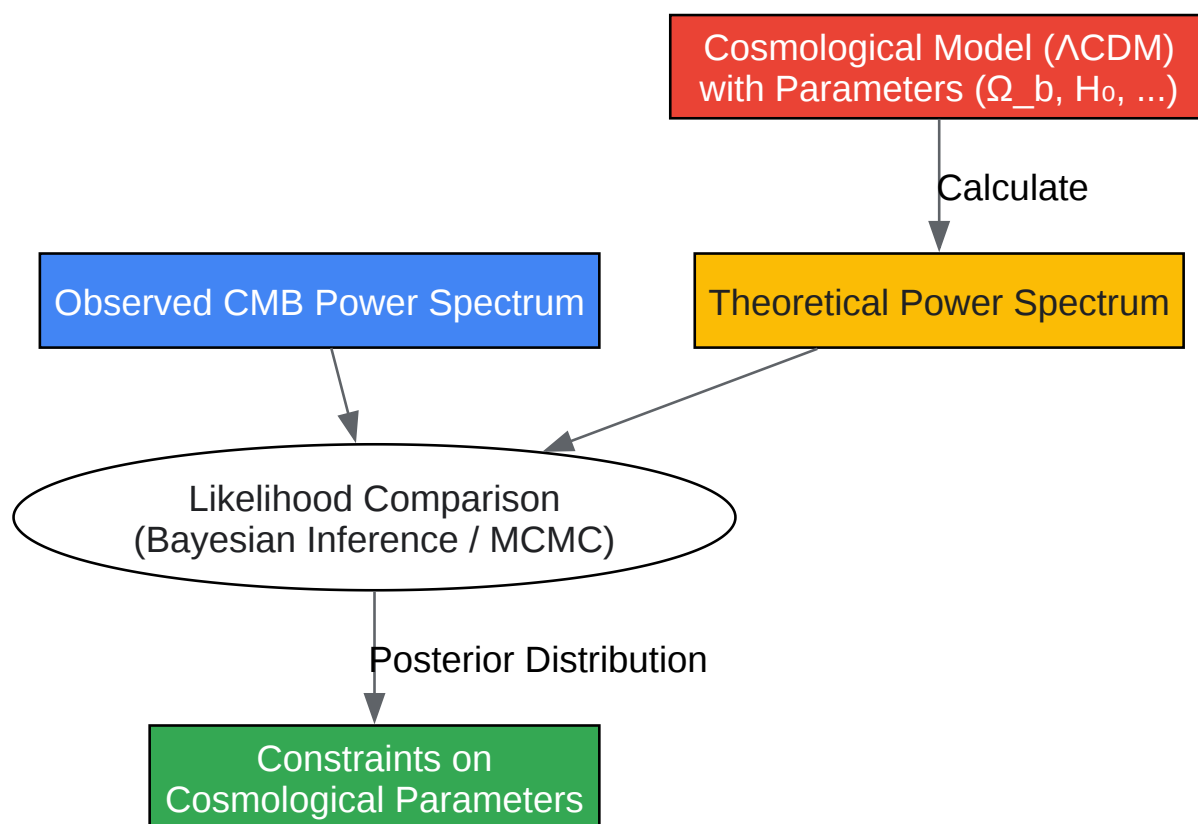 Cosmological Model (ΛCDM)
with Parameters (Ω_b, H₀, ...)
Calculate
Observed CMB Power Spectrum
Theoretical Power Spectrum
Likelihood Comparison
(Bayesian Inference / MCMC)
Posterior Distribution
Constraints on
Cosmological Parameters